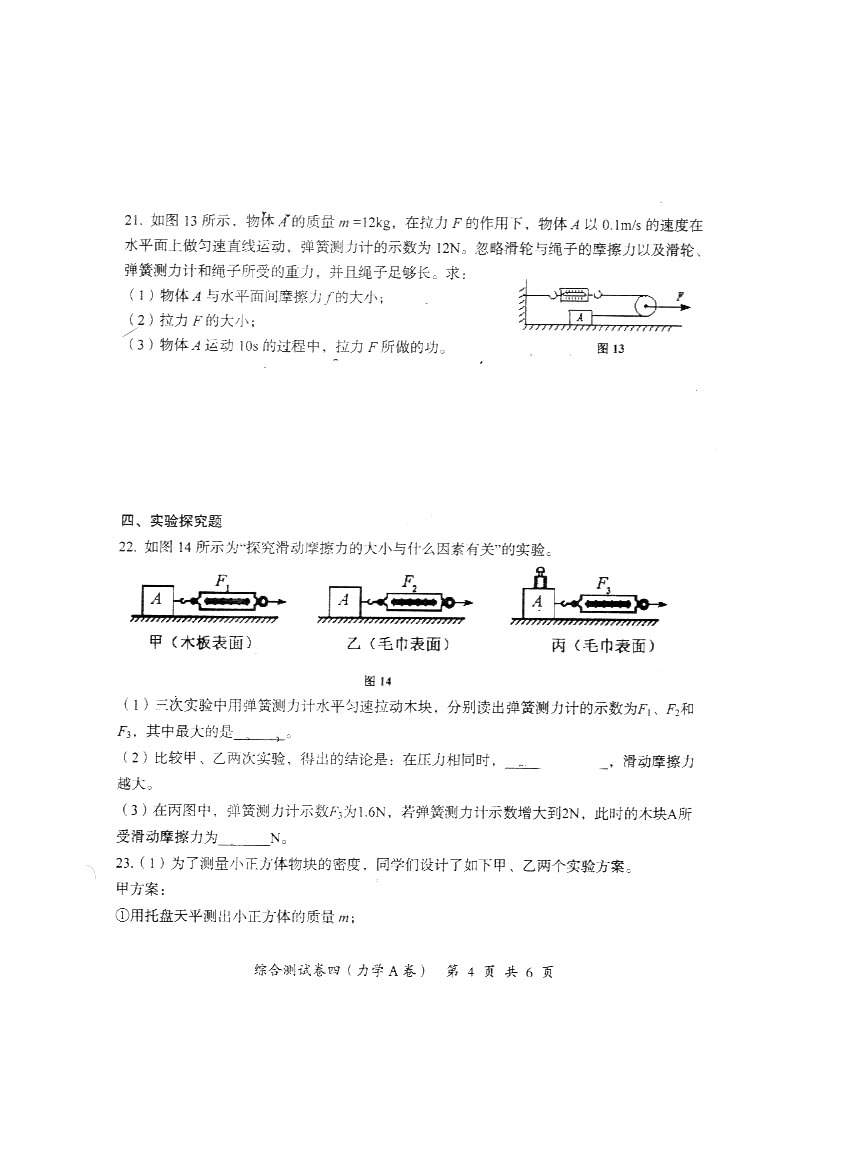 21. 如图 13 所示，物体 A 的质量 m =12kg，在拉力 F 的作用下，物体 A 以 0.1m/s 的速度在
水平面上做匀速直线运动，弹簧测力计的示数为 12N。忽略滑轮与绳子的摩擦力以及滑轮、
弹簧测力计和绳子所受的重力，并且绳子足够长。求：
（1）物体 A 与水平面间摩擦力 f 的大小；
（2）拉力 F 的大小；
（3）物体 A 运动 10s 的过程中，拉力 F 所做的功。
F
A
图 13
四、实验探究题
22. 如图 14 所示为“探究滑动摩擦力的大小与什么因素有关”的实验。
F1 F2 F3
A A A
甲（木板表面） 乙（毛巾表面） 丙（毛巾表面）
图 14
（1）三次实验中用弹簧测力计水平匀速拉动木块，分别读出弹簧测力计的示数为F1、F2和
F3，其中最大的是______。
（2）比较甲、乙两次实验，得出的结论是：在压力相同时，______，滑动摩擦力
越大。
（3）在丙图中，弹簧测力计示数F3为1.6N，若弹簧测力计示数增大到2N，此时的木块A所
受滑动摩擦力为______N。
23.（1）为了测量小正方体物块的密度，同学们设计了如下甲、乙两个实验方案。
甲方案：
①用托盘天平测出小正方体的质量 m；
综合测试卷四（力学 A 卷） 第 4 页 共 6 页